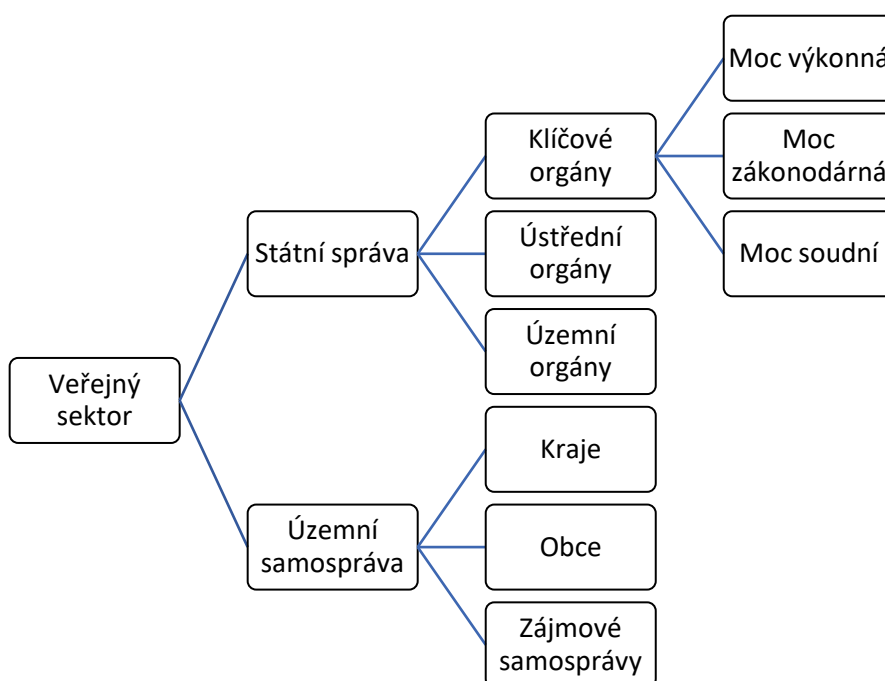 Veřejný
sektor
Státní správa
Klíčové
orgány
Moc výkonná
Moc
zákonodárná
Moc soudní
Ústřední
orgány
Územní
orgány
Územní
samospráva
Kraje
Obce
Zájmové
samosprávy